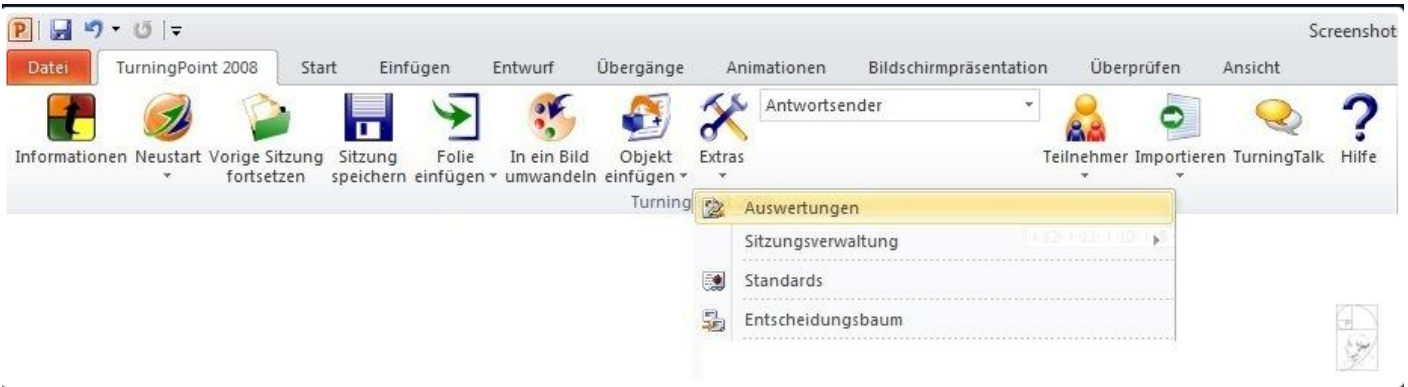 Screenshot
Datei TurningPoint 2008 Start Einfügen Entwurf Übergänge Animationen Bildschirmpräsentation Überprüfen Ansicht
Antwortsender
Informationen Neustart Vorige Sitzung Sitzung Folie In ein Bild Objekt Extras Teilnehmer Importieren TurningTalk Hilfe
fortsetzen speichern einfügen umwandeln einfügen
Turning
Auswertungen
Sitzungsverwaltung
Standards
Entscheidungsbaum